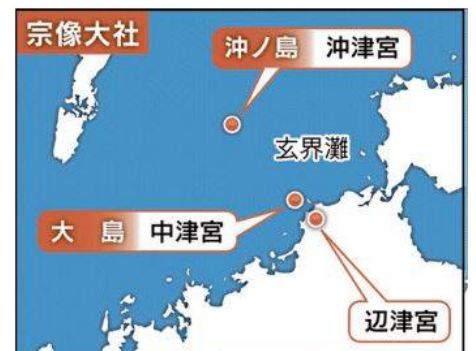 宗像大社
沖ノ島 沖津宮
玄界灘
大島 中津宮
辺津宮